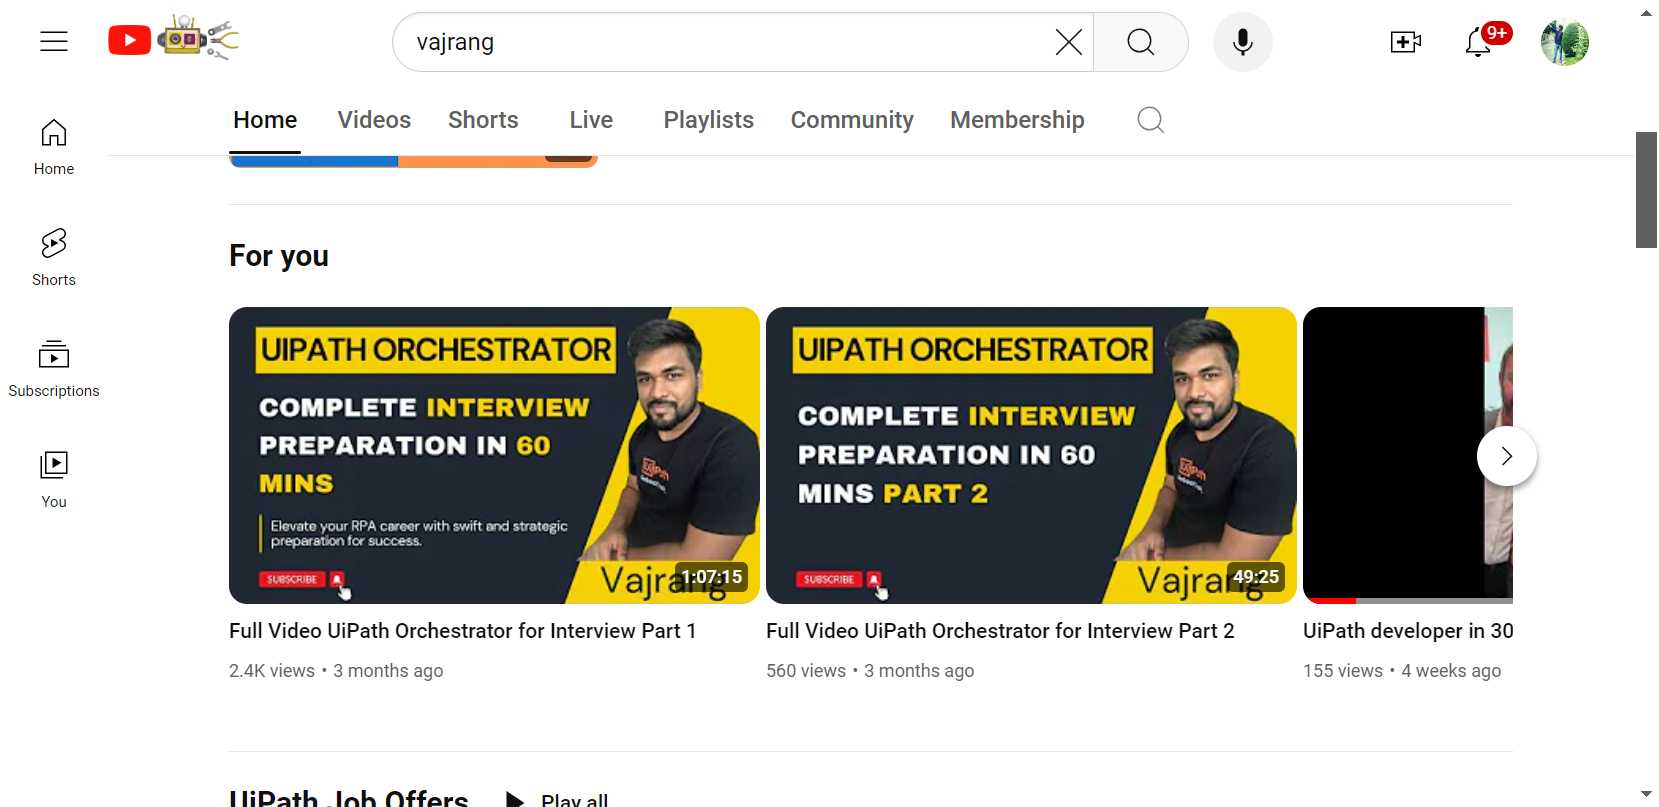 vajrang
9+
Home
Videos
Shorts
Live
Playlists
Community
Membership
Home
Shorts
Subscriptions
You
For you
UIPATH ORCHESTRATOR
COMPLETE INTERVIEW
PREPARATION IN 60
MINS
Elevate your RPA career with swift and strategic
preparation for success.
SUBSCRIBE
Vajrang
1:07:15
Full Video UiPath Orchestrator for Interview Part 1
2.4K views • 3 months ago
UIPATH ORCHESTRATOR
COMPLETE INTERVIEW
PREPARATION IN 60
MINS PART 2
SUBSCRIBE
Vajrang
49:25
Full Video UiPath Orchestrator for Interview Part 2
560 views • 3 months ago
UiPath developer in 30
155 views • 4 weeks ago
UiPath Job Offers
Play all